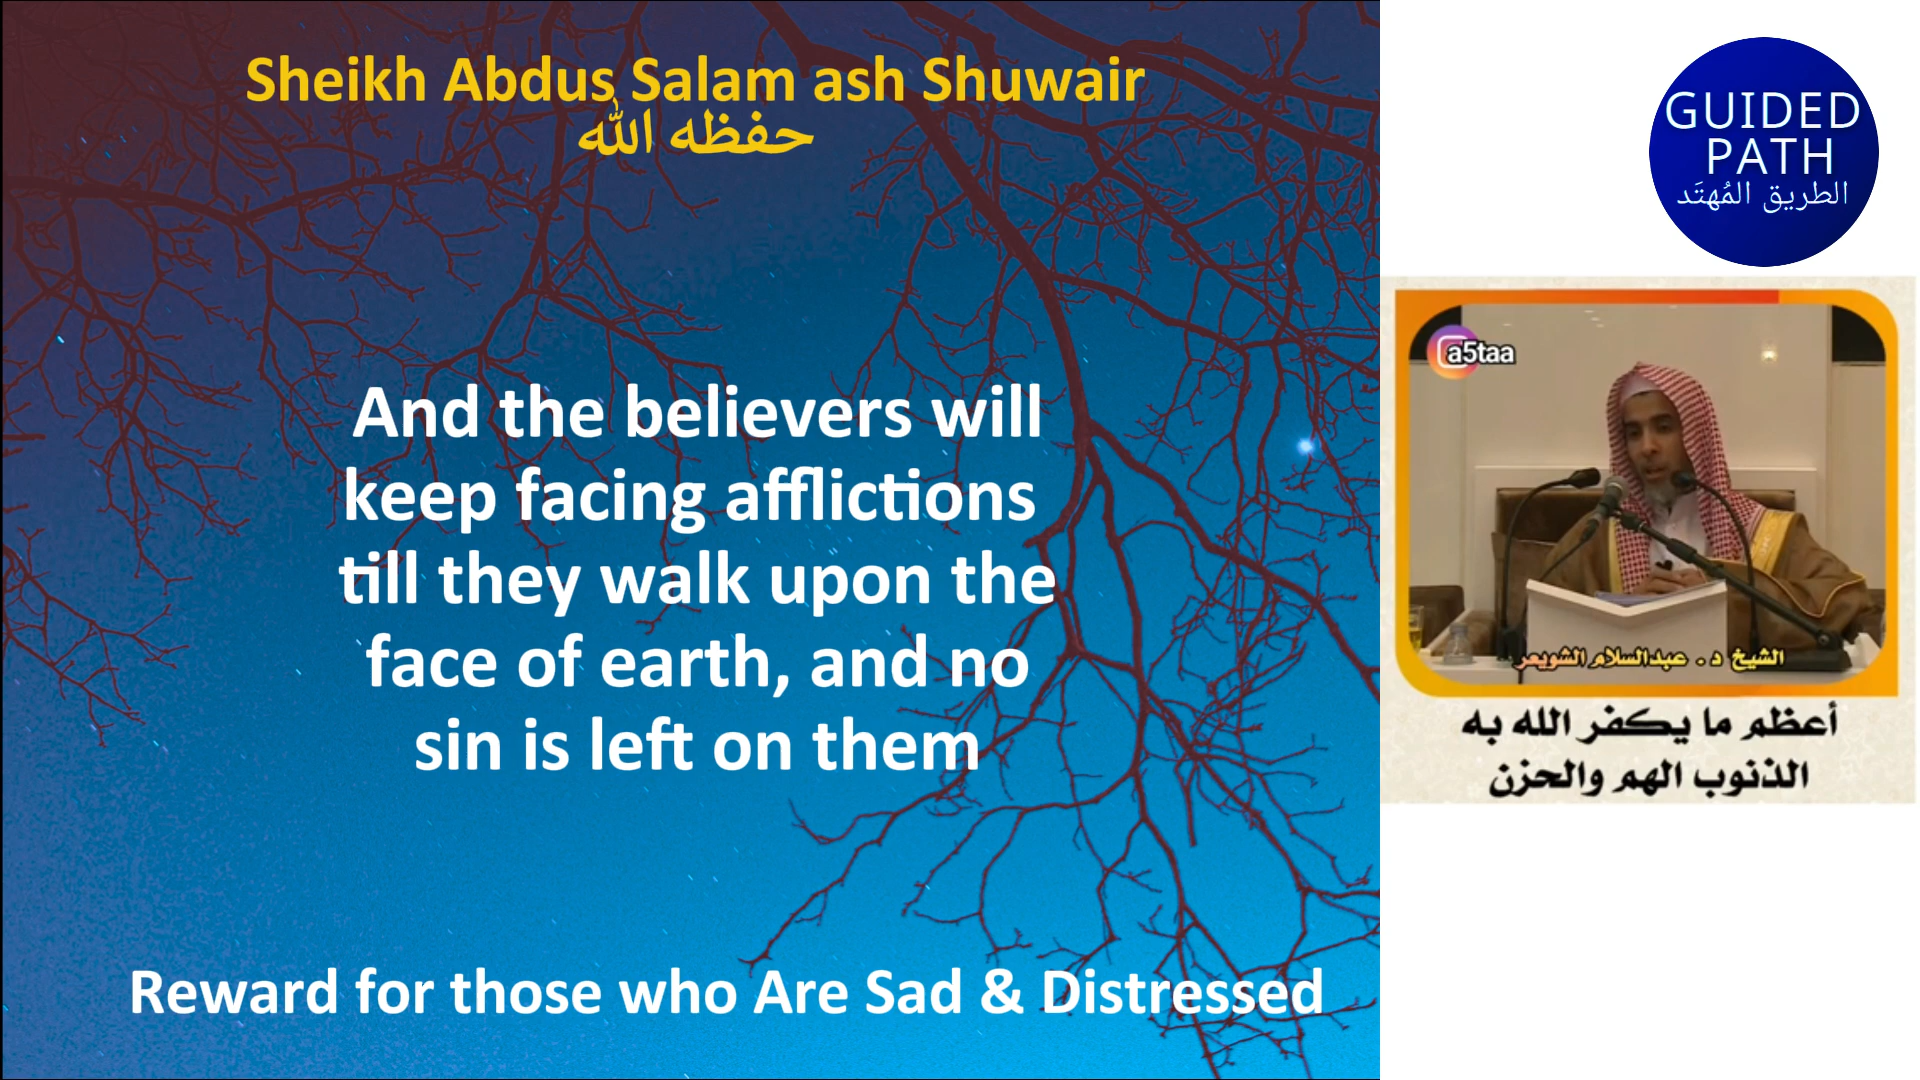 Sheikh Abdus Salam ash Shuwair
حفظه الله
And the believers will
keep facing afflictions
till they walk upon the
face of earth, and no
sin is left on them
Reward for those who Are Sad & Distressed
GUIDED
PATH
الطريق المُهتَد
a5taa
الشيخ د . عبدالسلام الشويعر
أعظم ما يكفر الله به
الذنوب الهم والحزن